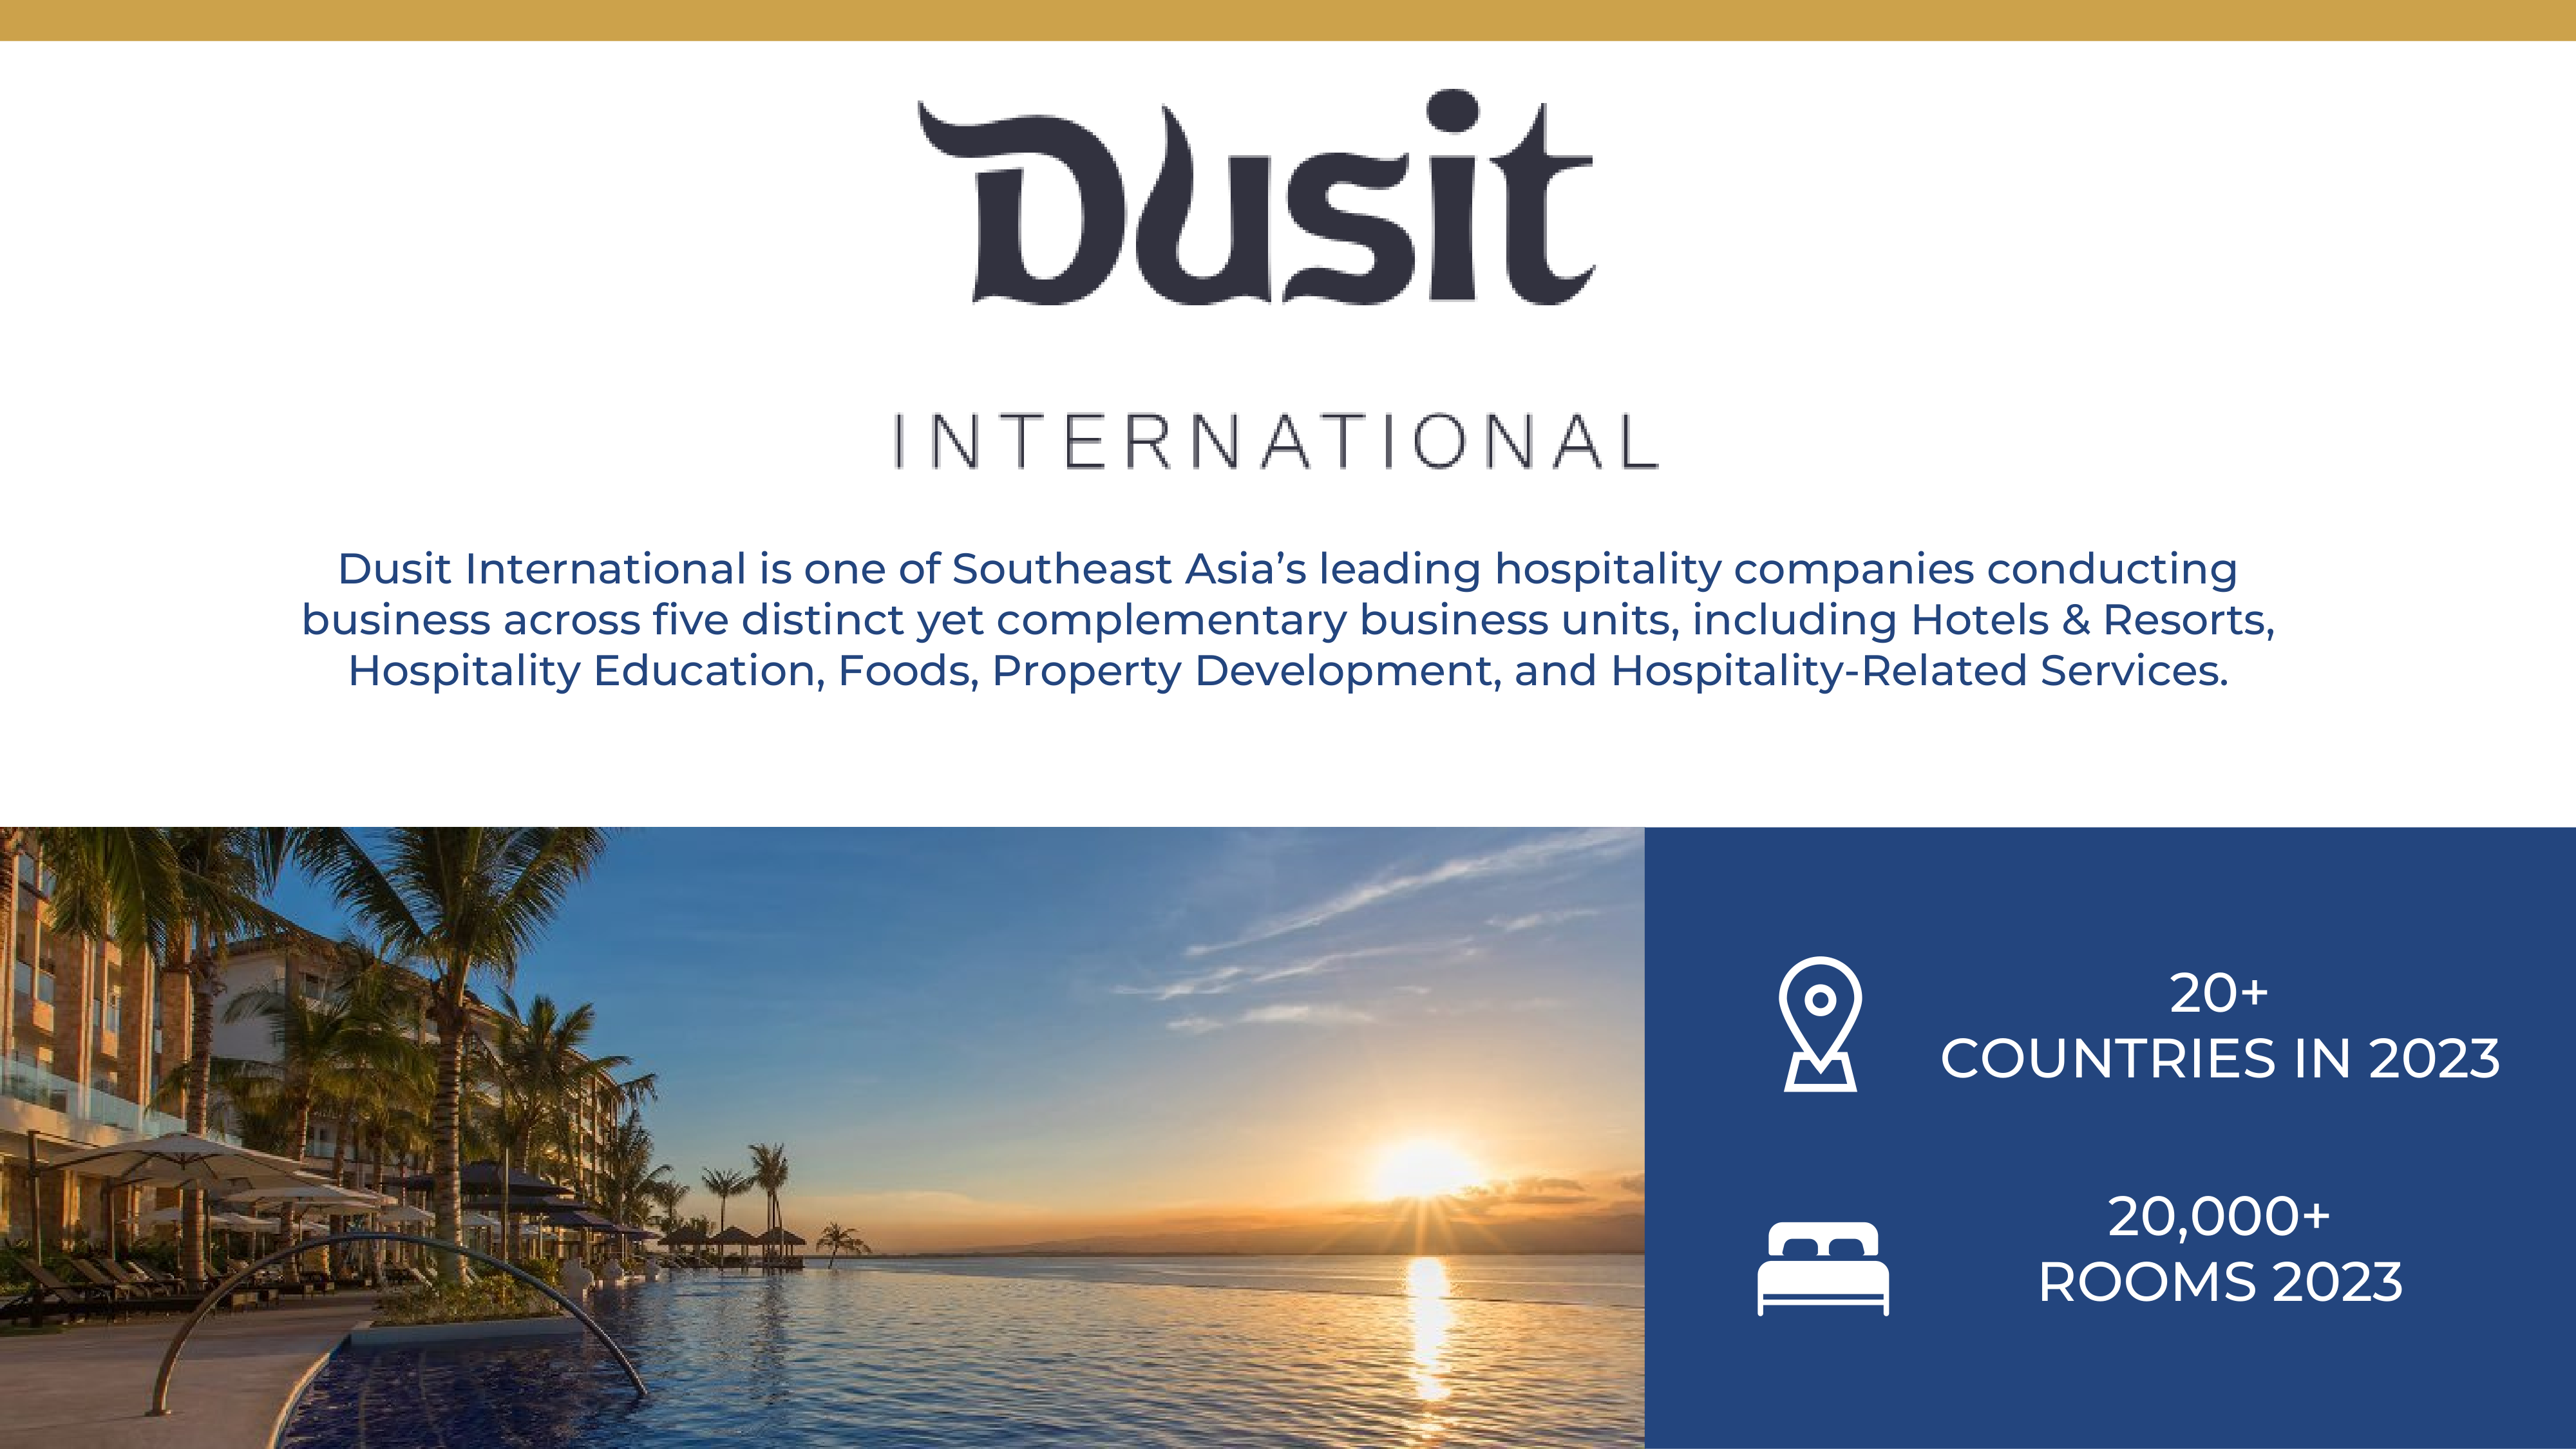 Dusit
INTERNATIONAL
Dusit International is one of Southeast Asia’s leading hospitality companies conducting
business across five distinct yet complementary business units, including Hotels & Resorts,
Hospitality Education, Foods, Property Development, and Hospitality-Related Services.
20+
COUNTRIES IN 2023
20,000+
ROOMS 2023